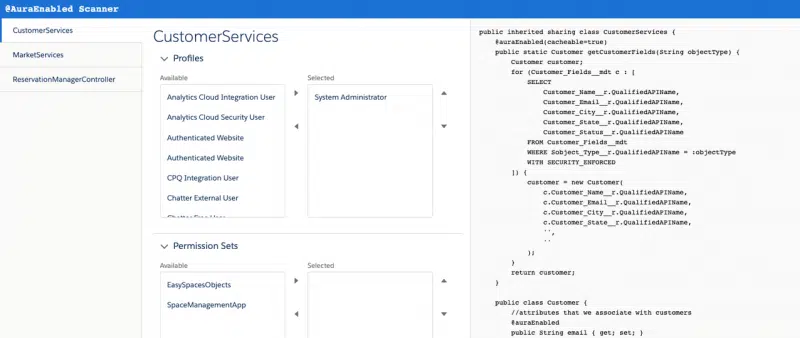 @AuraEnabled Scanner
CustomerServices
MarketServices
ReservationManagerController
CustomerServices
Profiles
Available
Analytics Cloud Integration User
Analytics Cloud Security User
Authenticated Website
Authenticated Website
CPQ Integration User
Chatter External User
Chatter Free User
Selected
System Administrator
Permission Sets
Available
EasySpacesObjects
SpaceManagementApp
Selected
public inherited sharing class CustomerServices {
@auraEnabled(cacheable=true)
public static Customer getCustomerFields(String objectType) {
Customer customer;
for (Customer_Fields__mdt c : [
SELECT
Customer_Name__r.QualifiedAPIName,
Customer_Email__r.QualifiedAPIName,
Customer_City__r.QualifiedAPIName,
Customer_State__r.QualifiedAPIName,
Customer_Status__r.QualifiedAPIName
FROM Customer_Fields__mdt
WHERE Sobject_Type__r.QualifiedAPIName = :objectType
WITH SECURITY_ENFORCED
]) {
customer = new Customer(
c.Customer_Name__r.QualifiedAPIName,
c.Customer_Email__r.QualifiedAPIName,
c.Customer_City__r.QualifiedAPIName,
c.Customer_State__r.QualifiedAPIName,
'',
''
);
}
return customer;
}
public class Customer {
//attributes that we associate with customers
@auraEnabled
public String email { get; set; }